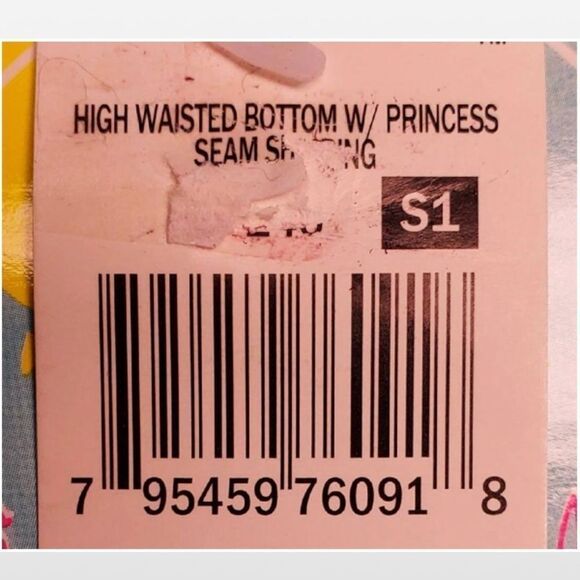 HIGH WAISTED BOTTOM W/ PRINCESS
SEAM
S1
7 95459 76091 8